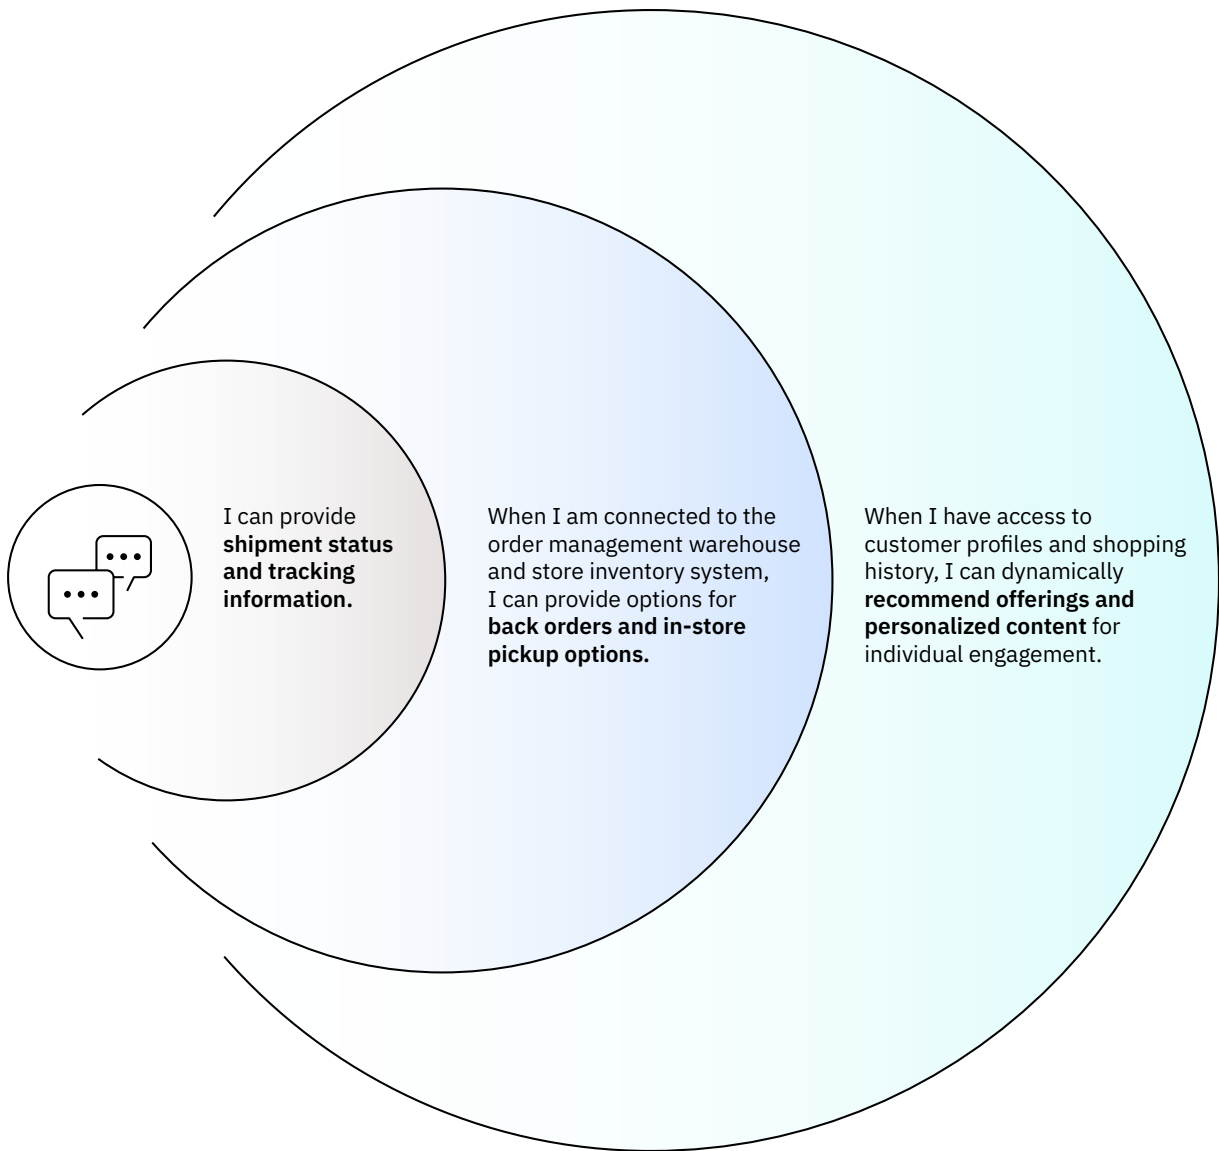 I can provide
shipment status
and tracking
information.
When I am connected to the
order management warehouse
and store inventory system,
I can provide options for
back orders and in-store
pickup options.
When I have access to
customer profiles and shopping
history, I can dynamically
recommend offerings and
personalized content for
individual engagement.